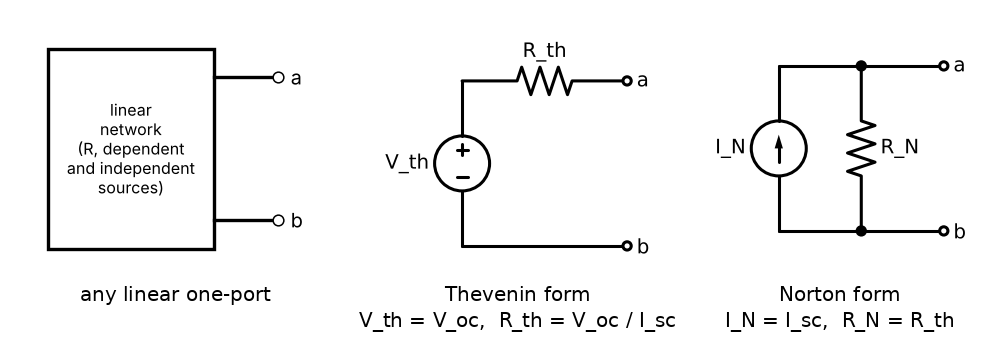 linear
network
(R, dependent
and independent
sources)
a
b
any linear one-port
R_th
a
V_th
+
−
b
Thevenin form
V_th = V_oc,  R_th = V_oc / I_sc
a
I_N
R_N
b
Norton form
I_N = I_sc,  R_N = R_th